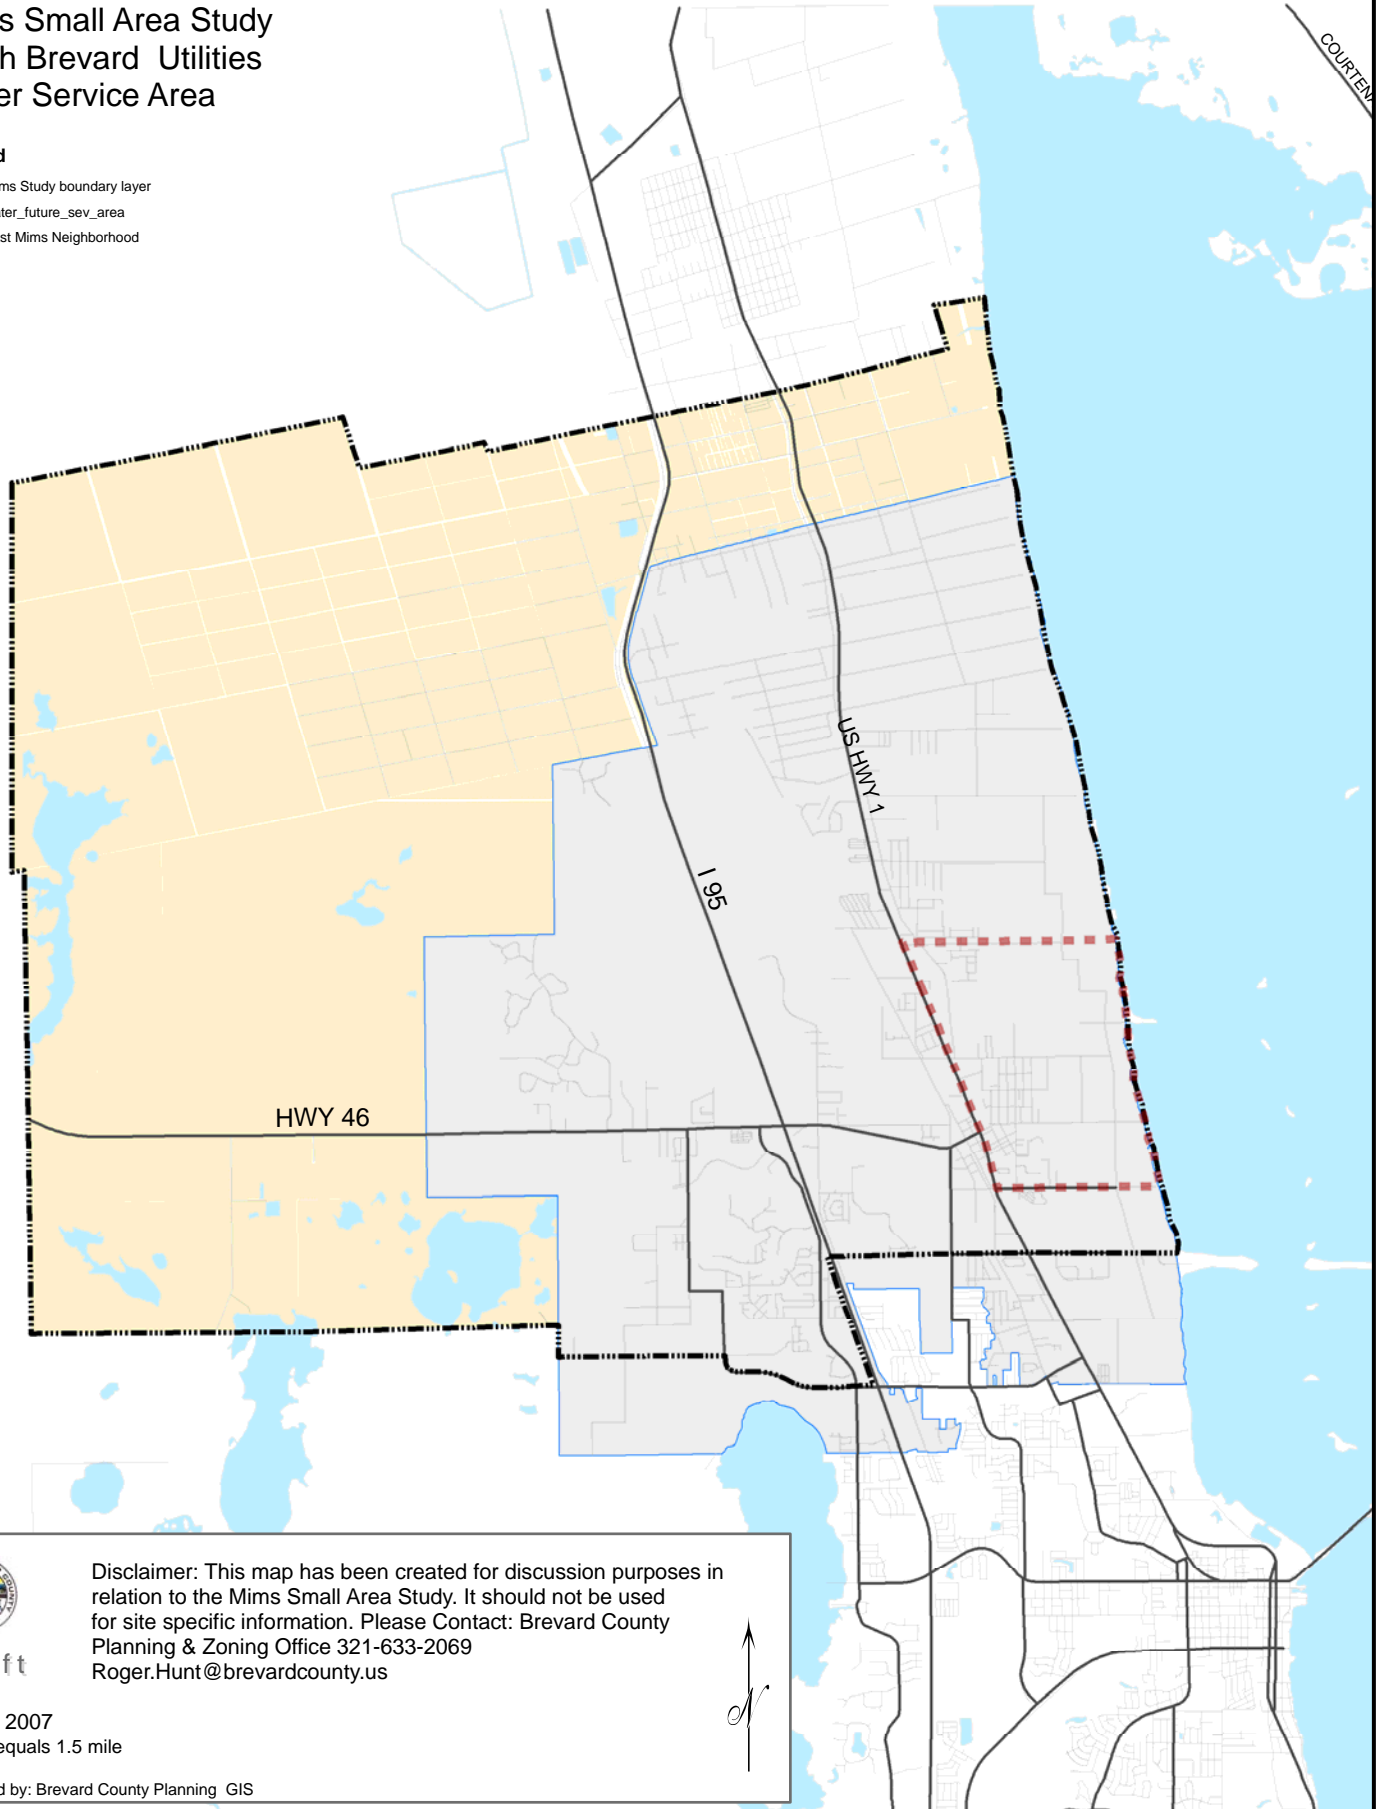 s Small Area Study
h Brevard Utilities
er Service Area
d
ms Study boundary layer
ater_future_sev_area
st Mims Neighborhood
COURTEN
US HWY 1
I 95
HWY 46
COUNTY
Disclaimer: This map has been created for discussion purposes in
relation to the Mims Small Area Study. It should not be used
for site specific information. Please Contact: Brevard County
Planning & Zoning Office 321-633-2069
Roger.Hunt@brevardcounty.us
ft
N
2007
equals 1.5 mile
d by: Brevard County Planning GIS